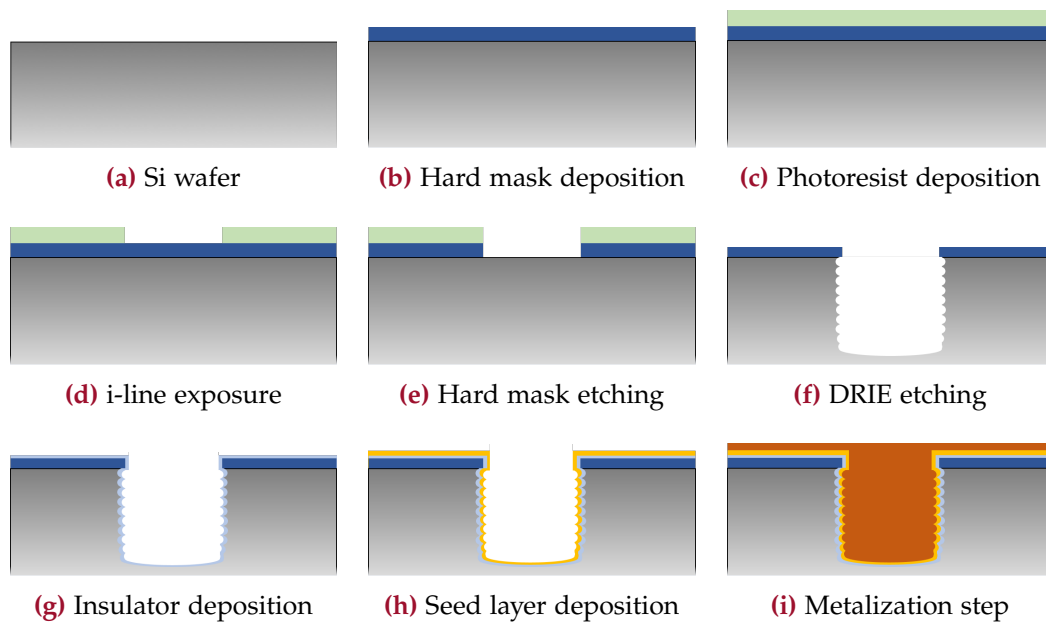 (a) Si wafer
(b) Hard mask deposition
(c) Photoresist deposition
(d) i-line exposure
(e) Hard mask etching
(f) DRIE etching
(g) Insulator deposition
(h) Seed layer deposition
(i) Metalization step